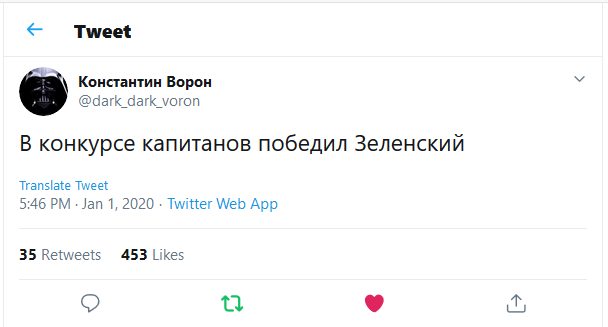 Tweet
Константин Ворон
@dark_dark_voron
В конкурсе капитанов победил Зеленский
Translate Tweet
5:46 PM · Jan 1, 2020 · Twitter Web App
35 Retweets 453 Likes